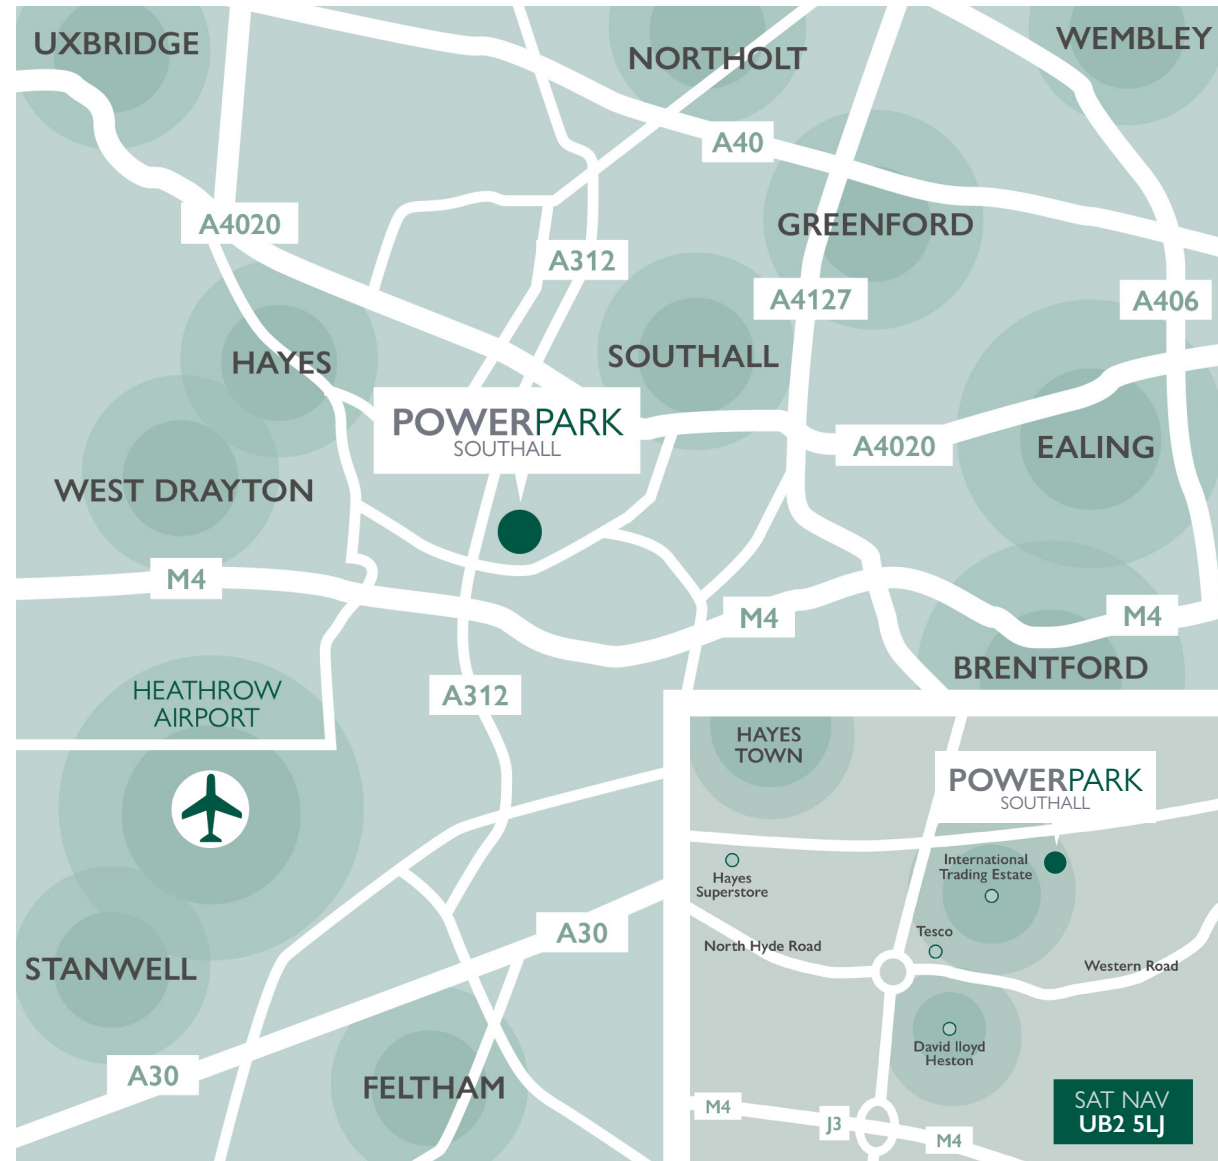 UXBRIDGE
NORTHOLT
WEMBLEY
A40
A4020
GREENFORD
A312
A4127
A406
HAYES
SOUTHALL
POWERPARK
SOUTHALL
A4020
EALING
WEST DRAYTON
M4
M4
M4
BRENTFORD
HEATHROW
AIRPORT
A312
STANWELL
A30
A30
FELTHAM
HAYES
TOWN
POWERPARK
SOUTHALL
International
Trading Estate
Hayes
Superstore
Tesco
North Hyde Road
Western Road
David lloyd
Heston
M4
J3
M4
SAT NAV
UB2 5LJ